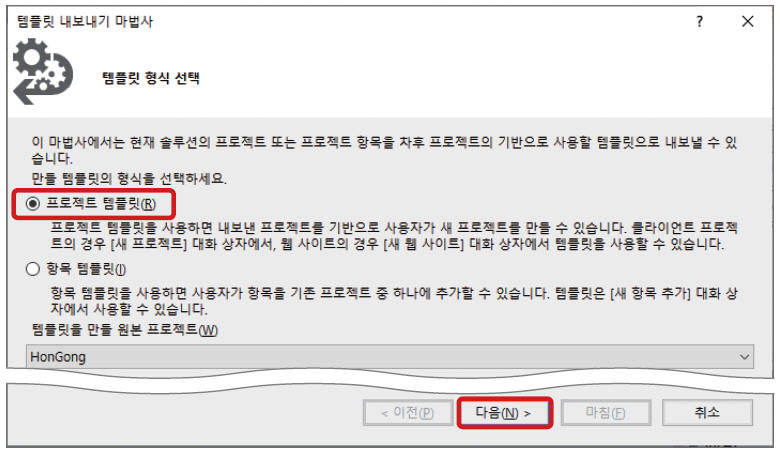 템플릿 내보내기 마법사
?
템플릿 형식 선택
이 마법사에서는 현재 솔루션의 프로젝트 또는 프로젝트 항목을 차후 프로젝트의 기반으로 사용할 템플릿으로 내보낼 수 있
습니다.
만들 템플릿의 형식을 선택하세요.
프로젝트 템플릿(R)
프로젝트 템플릿을 사용하면 내보낸 프로젝트를 기반으로 사용자가 새 프로젝트를 만들 수 있습니다. 클라이언트 프로젝
트의 경우 [새 프로젝트] 대화 상자에서, 웹 사이트의 경우 [새 웹 사이트] 대화 상자에서 템플릿을 사용할 수 있습니다.
항목 템플릿(I)
항목 템플릿을 사용하면 사용자가 항목을 기존 프로젝트 중 하나에 추가할 수 있습니다. 템플릿은 [새 항목 추가] 대화 상
자에서 사용할 수 있습니다.
템플릿을 만들 원본 프로젝트(W)
HonGong
< 이전(P) 다음(N) > 마침(F) 취소